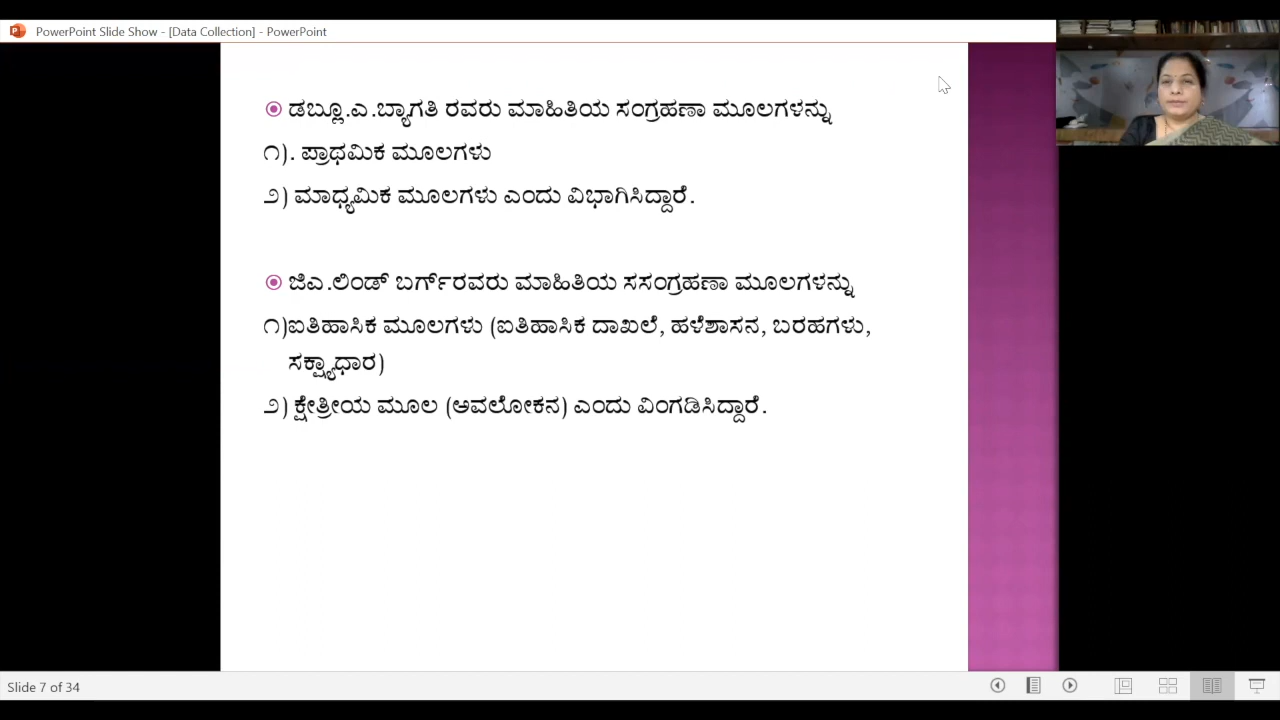 PowerPoint Slide Show - [Data Collection] - PowerPoint
ಡಬ್ಲೂ.ಎ.ಬ್ಯಾಗತಿ ರವರು ಮಾಹಿತಿಯ ಸಂಗ್ರಹಣಾ ಮೂಲಗಳನ್ನು
೧). ಪ್ರಾಥಮಿಕ ಮೂಲಗಳು
೨) ಮಾಧ್ಯಮಿಕ ಮೂಲಗಳು ಎಂದು ವಿಭಾಗಿಸಿದ್ದಾರೆ.
ಜಿಎ.ಲಿಂಡ್ ಬರ್ಗ್‌ರವರು ಮಾಹಿತಿಯ ಸಸಂಗ್ರಹಣಾ ಮೂಲಗಳನ್ನು
೧)ಐತಿಹಾಸಿಕ ಮೂಲಗಳು (ಐತಿಹಾಸಿಕ ದಾಖಲೆ, ಹಳೆಶಾಸನ, ಬರಹಗಳು,
ಸಕ್ಷ್ಯಾಧಾರ)
೨) ಕ್ಷೇತ್ರೀಯ ಮೂಲ (ಅವಲೋಕನ) ಎಂದು ವಿಂಗಡಿಸಿದ್ದಾರೆ.
Slide 7 of 34